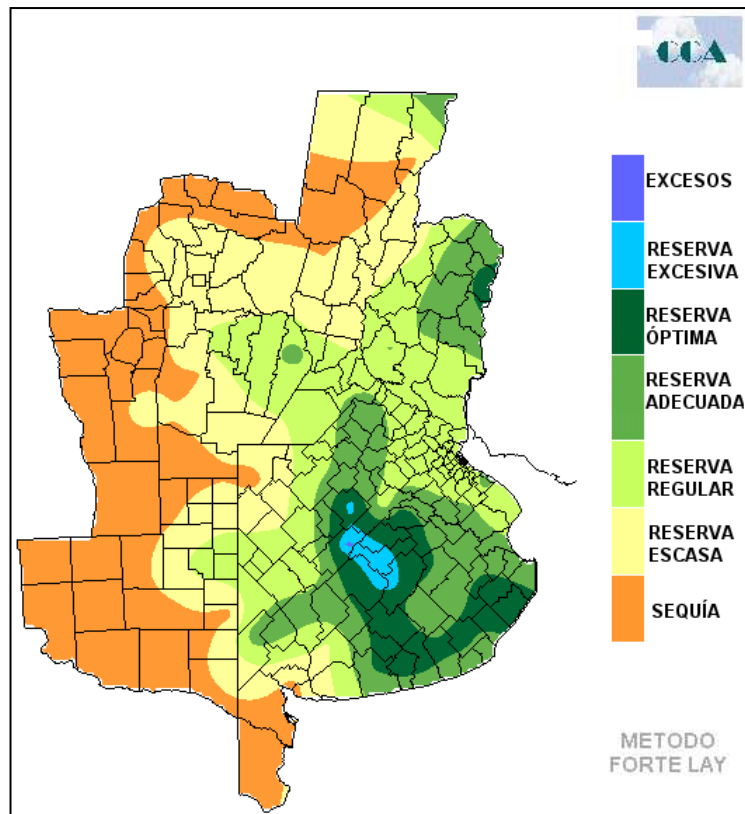 CCA
EXCESOS
RESERVA
EXCESIVA
RESERVA
ÓPTIMA
RESERVA
ADECUADA
RESERVA
REGULAR
RESERVA
ESCASA
SEQUÍA
METODO
FORTE LAY